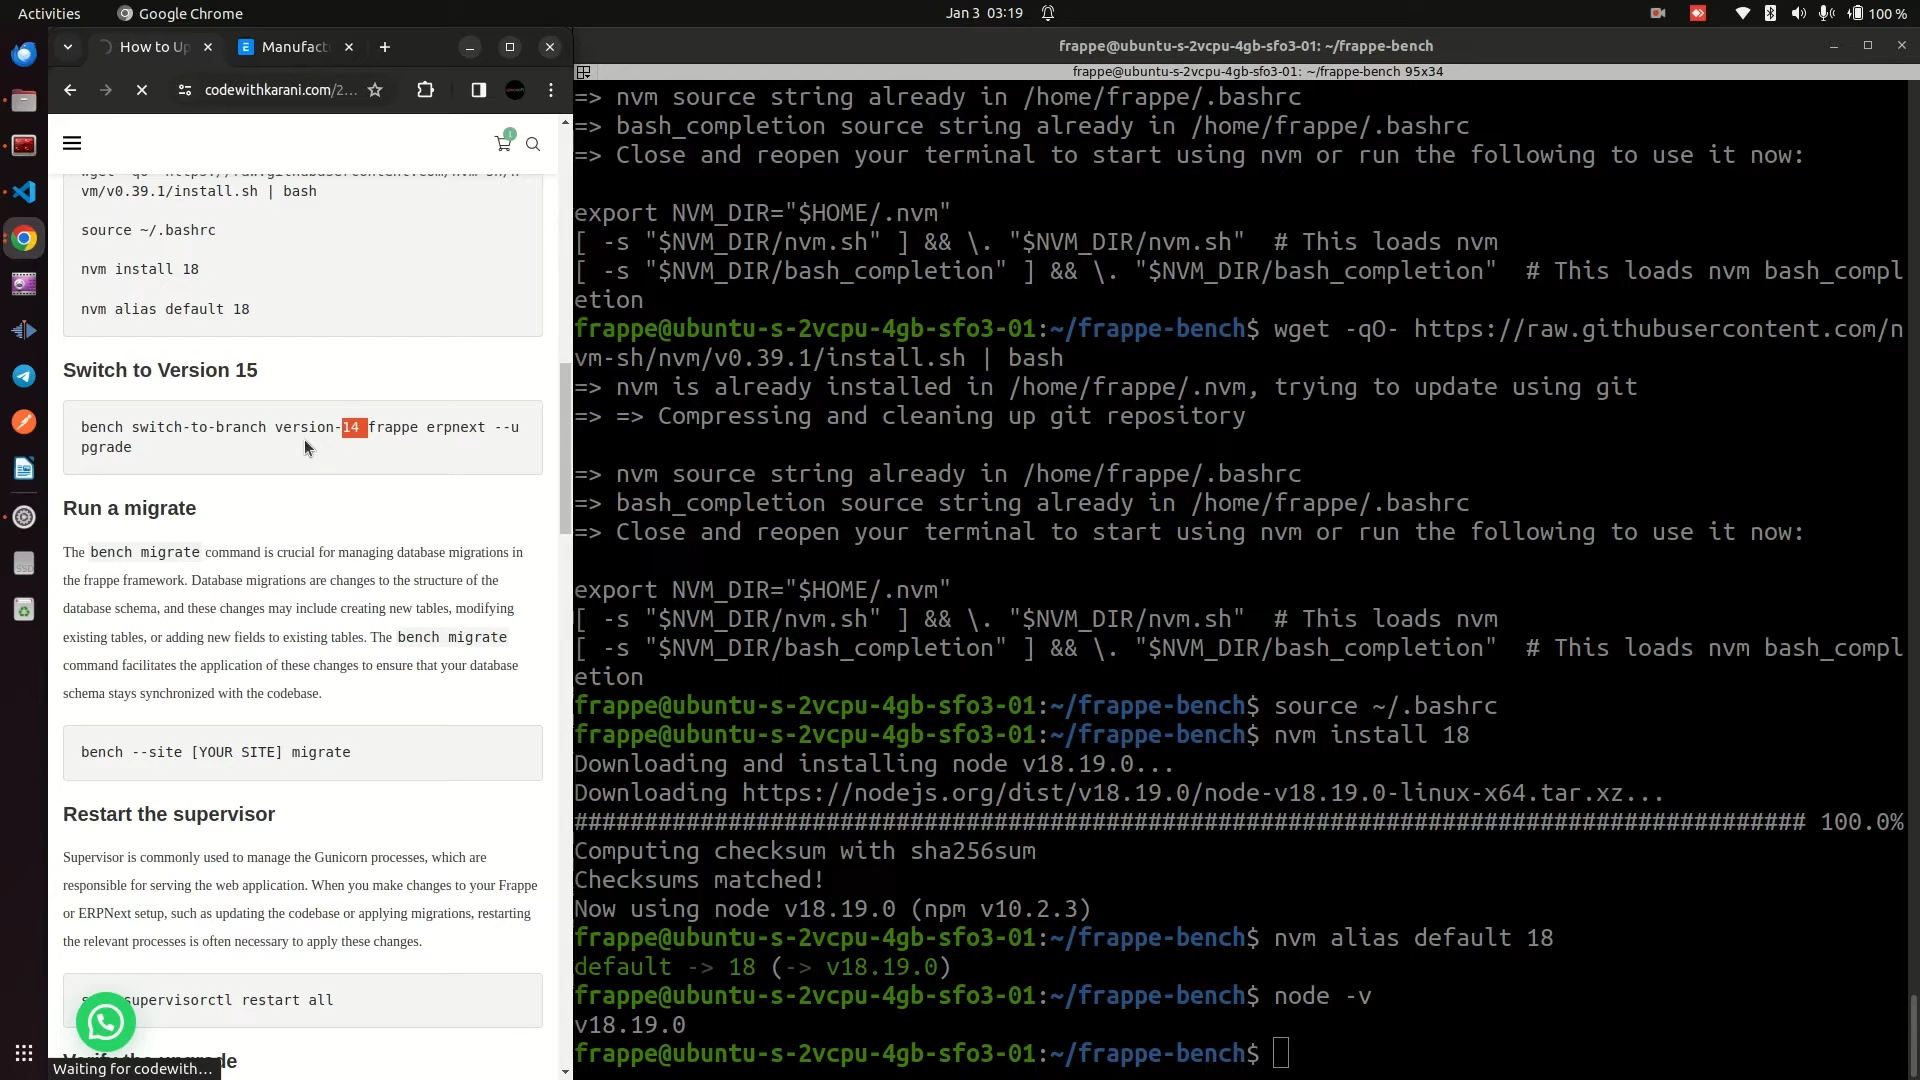 Activities
Google Chrome
Jan 3 03:19
100 %
How to Up
Manufact
codewithkarani.com/2...
1
vm/v0.39.1/install.sh | bash
source ~/.bashrc
nvm install 18
nvm alias default 18
Switch to Version 15
bench switch-to-branch version-14 frappe erpnext --u
pgrade
Run a migrate
The bench migrate command is crucial for managing database migrations in
the frappe framework. Database migrations are changes to the structure of the
database schema, and these changes may include creating new tables, modifying
existing tables, or adding new fields to existing tables. The bench migrate
command facilitates the application of these changes to ensure that your database
schema stays synchronized with the codebase.
bench --site [YOUR SITE] migrate
Restart the supervisor
Supervisor is commonly used to manage the Gunicorn processes, which are
responsible for serving the web application. When you make changes to your Frappe
or ERPNext setup, such as updating the codebase or applying migrations, restarting
the relevant processes is often necessary to apply these changes.
supervisorctl restart all
Waiting for codewith...
frappe@ubuntu-s-2vcpu-4gb-sfo3-01: ~/frappe-bench
frappe@ubuntu-s-2vcpu-4gb-sfo3-01: ~/frappe-bench 95x34
=> nvm source string already in /home/frappe/.bashrc
=> bash_completion source string already in /home/frappe/.bashrc
=> Close and reopen your terminal to start using nvm or run the following to use it now:
export NVM_DIR="$HOME/.nvm"
[ -s "$NVM_DIR/nvm.sh" ] && \. "$NVM_DIR/nvm.sh"  # This loads nvm
[ -s "$NVM_DIR/bash_completion" ] && \. "$NVM_DIR/bash_completion"  # This loads nvm bash_compl
etion
frappe@ubuntu-s-2vcpu-4gb-sfo3-01:~/frappe-bench$ wget -qO- https://raw.githubusercontent.com/n
vm-sh/nvm/v0.39.1/install.sh | bash
=> nvm is already installed in /home/frappe/.nvm, trying to update using git
=> => Compressing and cleaning up git repository
=> nvm source string already in /home/frappe/.bashrc
=> bash_completion source string already in /home/frappe/.bashrc
=> Close and reopen your terminal to start using nvm or run the following to use it now:
export NVM_DIR="$HOME/.nvm"
[ -s "$NVM_DIR/nvm.sh" ] && \. "$NVM_DIR/nvm.sh"  # This loads nvm
[ -s "$NVM_DIR/bash_completion" ] && \. "$NVM_DIR/bash_completion"  # This loads nvm bash_compl
etion
frappe@ubuntu-s-2vcpu-4gb-sfo3-01:~/frappe-bench$ source ~/.bashrc
frappe@ubuntu-s-2vcpu-4gb-sfo3-01:~/frappe-bench$ nvm install 18
Downloading and installing node v18.19.0...
Downloading https://nodejs.org/dist/v18.19.0/node-v18.19.0-linux-x64.tar.xz...
######################################################################################## 100.0%
Computing checksum with sha256sum
Checksums matched!
Now using node v18.19.0 (npm v10.2.3)
frappe@ubuntu-s-2vcpu-4gb-sfo3-01:~/frappe-bench$ nvm alias default 18
default -> 18 (-> v18.19.0)
frappe@ubuntu-s-2vcpu-4gb-sfo3-01:~/frappe-bench$ node -v
v18.19.0
frappe@ubuntu-s-2vcpu-4gb-sfo3-01:~/frappe-bench$